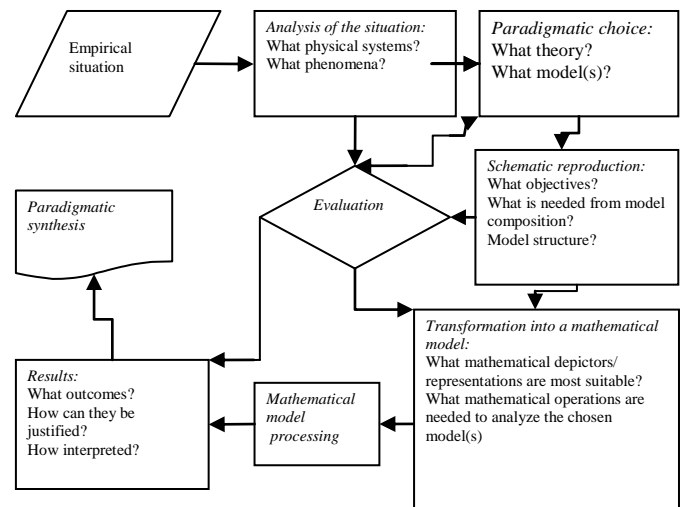 Empirical
situation
Analysis of the situation:
What physical systems?
What phenomena?
Paradigmatic choice:
What theory?
What model(s)?
Schematic reproduction:
What objectives?
What is needed from model
composition?
Model structure?
Evaluation
Paradigmatic
synthesis
Transformation into a mathematical
model:
What mathematical depictors/
representations are most suitable?
What mathematical operations are
needed to analyze the chosen
model(s)
Mathematical
model
processing
Results:
What outcomes?
How can they be
justified?
How interpreted?